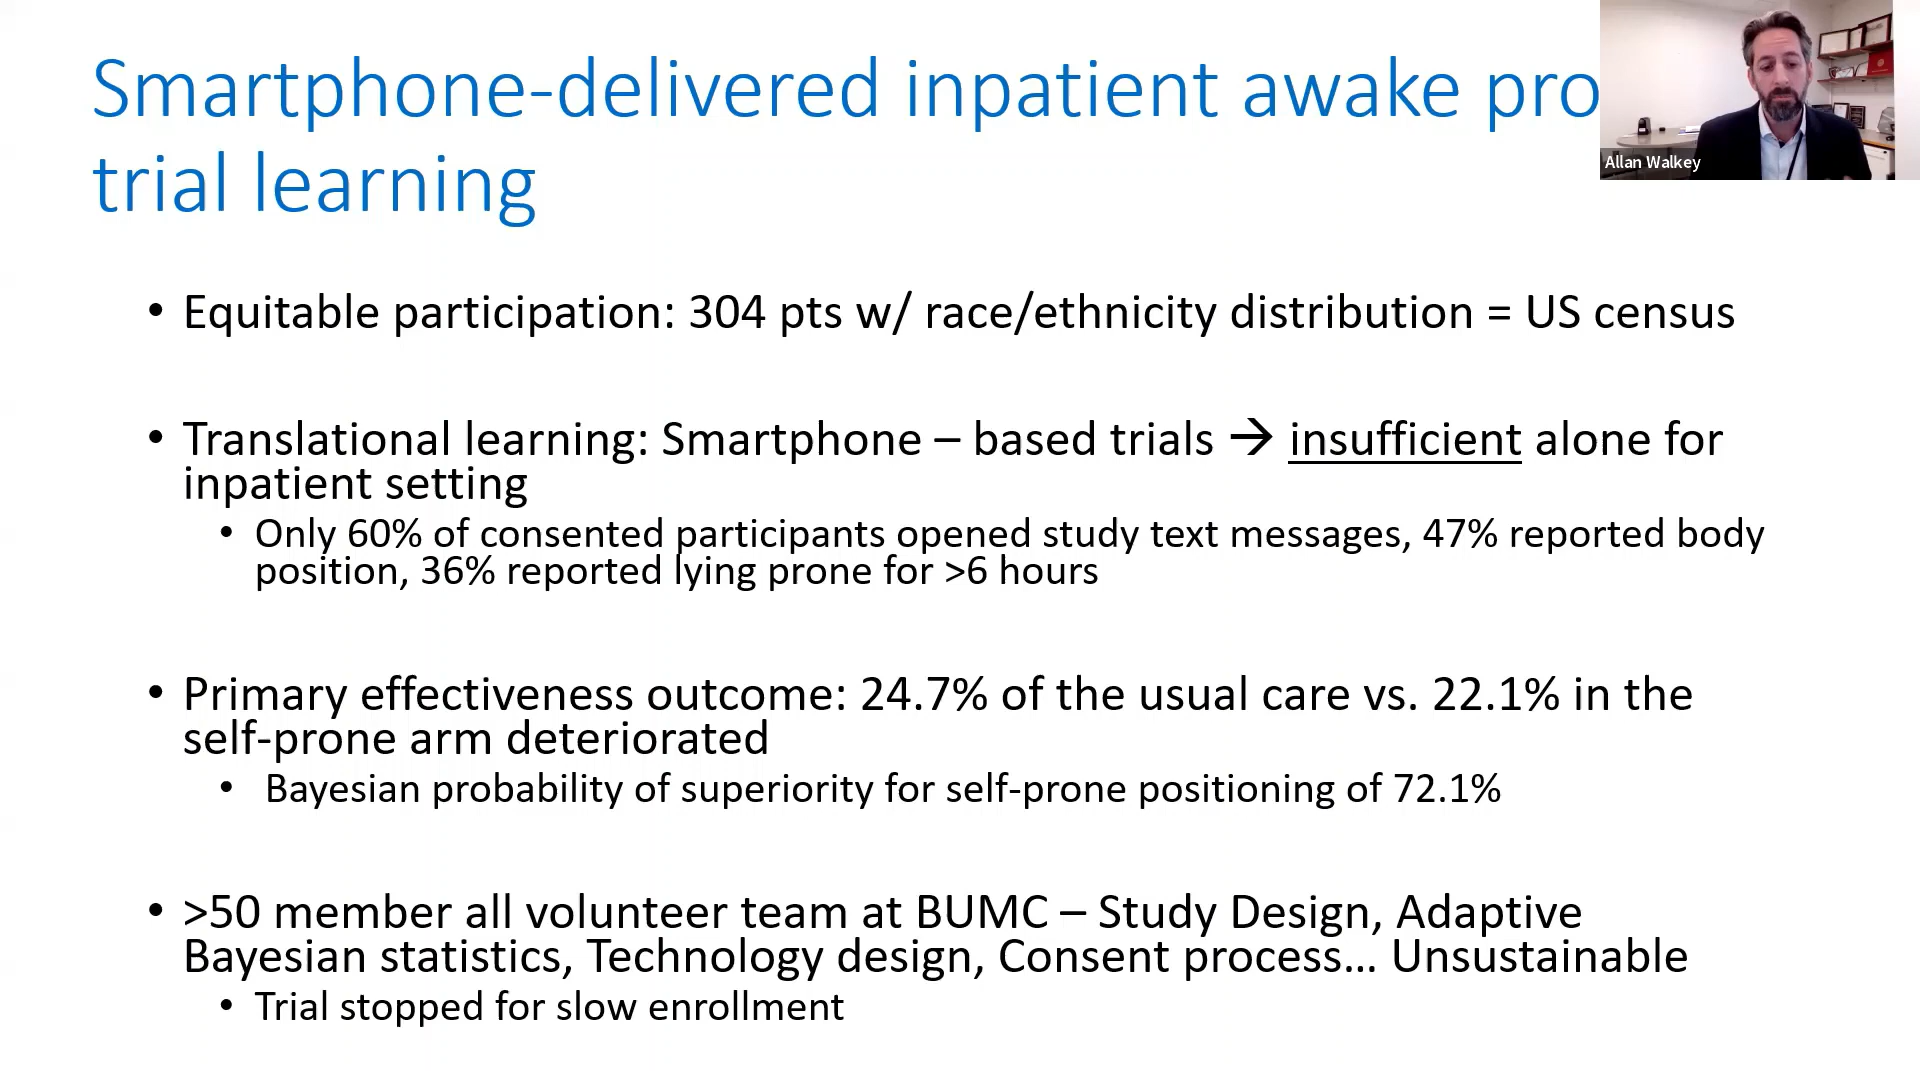 Smartphone-delivered inpatient awake pro
trial learning
Allan Walkey
• Equitable participation: 304 pts w/ race/ethnicity distribution = US census
• Translational learning: Smartphone – based trials → insufficient alone for
inpatient setting
• Only 60% of consented participants opened study text messages, 47% reported body
position, 36% reported lying prone for >6 hours
• Primary effectiveness outcome: 24.7% of the usual care vs. 22.1% in the
self-prone arm deteriorated
• Bayesian probability of superiority for self-prone positioning of 72.1%
• >50 member all volunteer team at BUMC – Study Design, Adaptive
Bayesian statistics, Technology design, Consent process... Unsustainable
• Trial stopped for slow enrollment